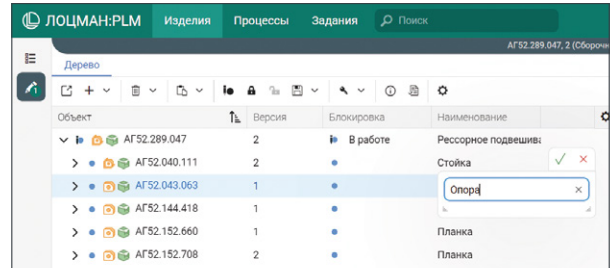 ЛОЦМАН:PLM Изделия Процессы Задания Поиск
АГ52.289.047, 2 (Сборочн
Дерево
Объект Версия Блокировка Наименование
АГ52.289.047 2 В работе Рессорное подвешива
АГ52.040.111 2 Стойка
АГ52.043.063 1 Опора
АГ52.144.418 1
АГ52.152.660 1 Планка
АГ52.152.708 2 Планка